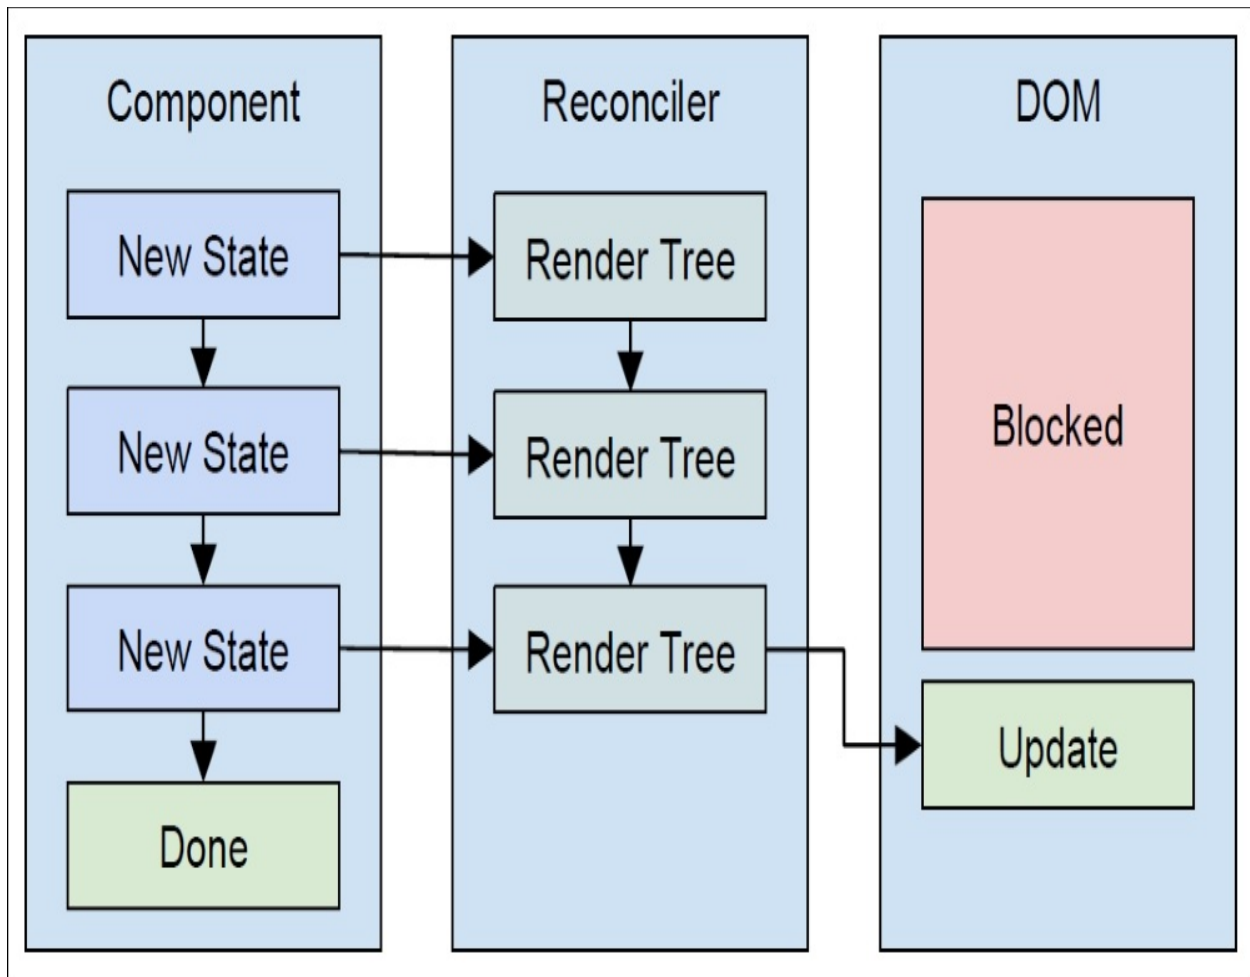 Component
New State
New State
New State
Done
Reconciler
Render Tree
Render Tree
Render Tree
DOM
Blocked
Update